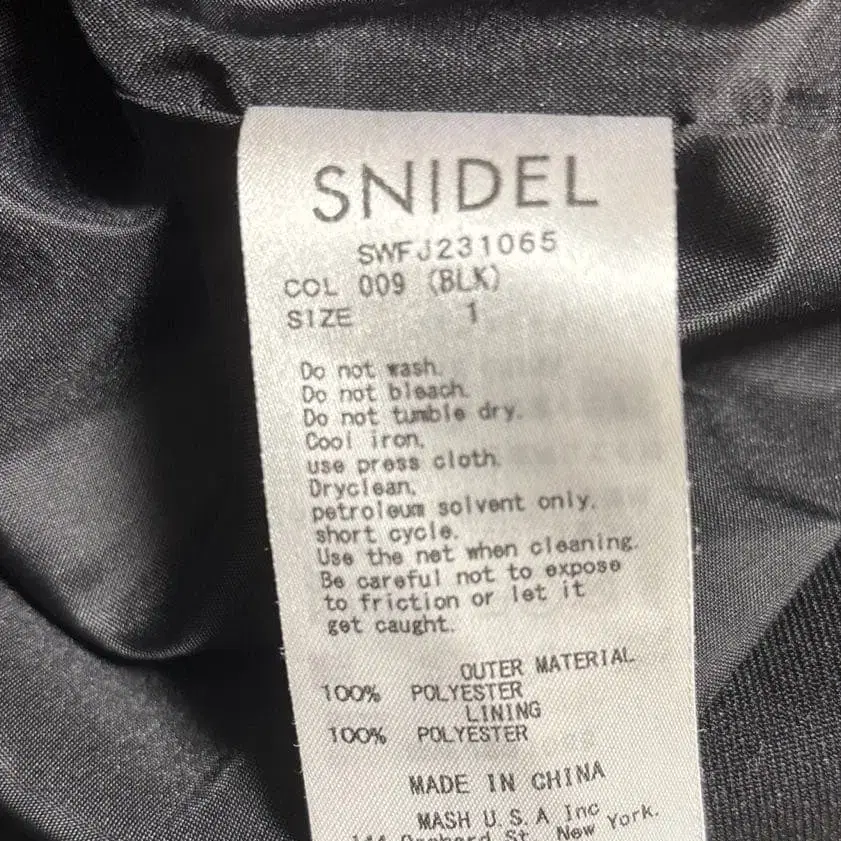 SNIDEL
SWFJ231065
COL 009 (BLK)
SIZE 1
Do not wash.
Do not bleach.
Do not tumble dry.
Cool iron,
use press cloth.
Dryclean,
petroleum solvent only.
short cycle.
Use the net when cleaning.
Be careful not to expose
to friction or let it
get caught.
OUTER MATERIAL
100% POLYESTER
LINING
100% POLYESTER
MADE IN CHINA
MASH U.S.A Inc
St. New York.